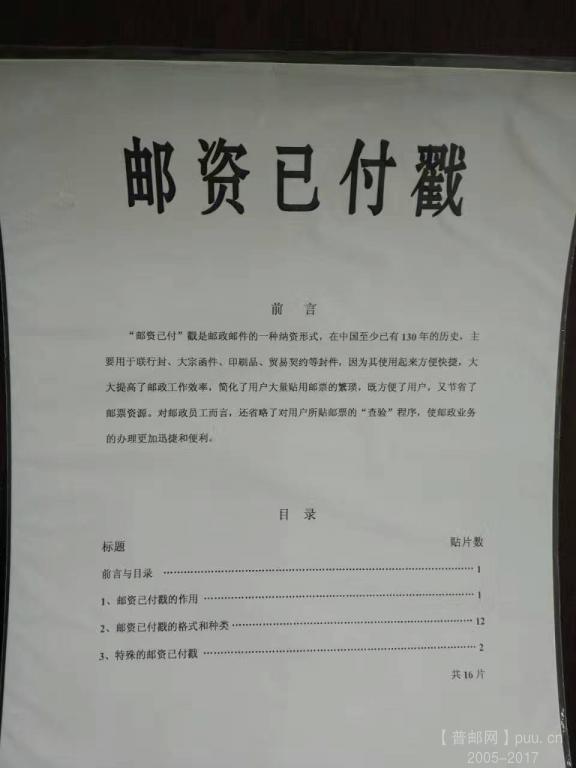 邮资已付戳
前 言
“邮资已付”戳是邮政邮件的一种纳资形式，在中国至少已有 130 年的历史，主
要用于联行封、大宗函件、印刷品、贸易契约等封件，因为其使用起来方便快捷，大
大提高了邮政工作效率，简化了用户大量贴用邮票的繁琐，既方便了用户，又节省了
邮票资源。对邮政员工而言，还省略了对用户所贴邮票的“查验”程序，使邮政业务
的办理更加迅捷和便利。
目 录
标题 贴片数
前言与目录 ………………………………………………… 1
1、邮资已付戳的作用 ………………………………………… 1
2、邮资已付戳的格式和种类 ………………………………… 12
3、特殊的邮资已付戳 ………………………………………… 2
共 16 片
【普邮网】puu.cn
2005-2017